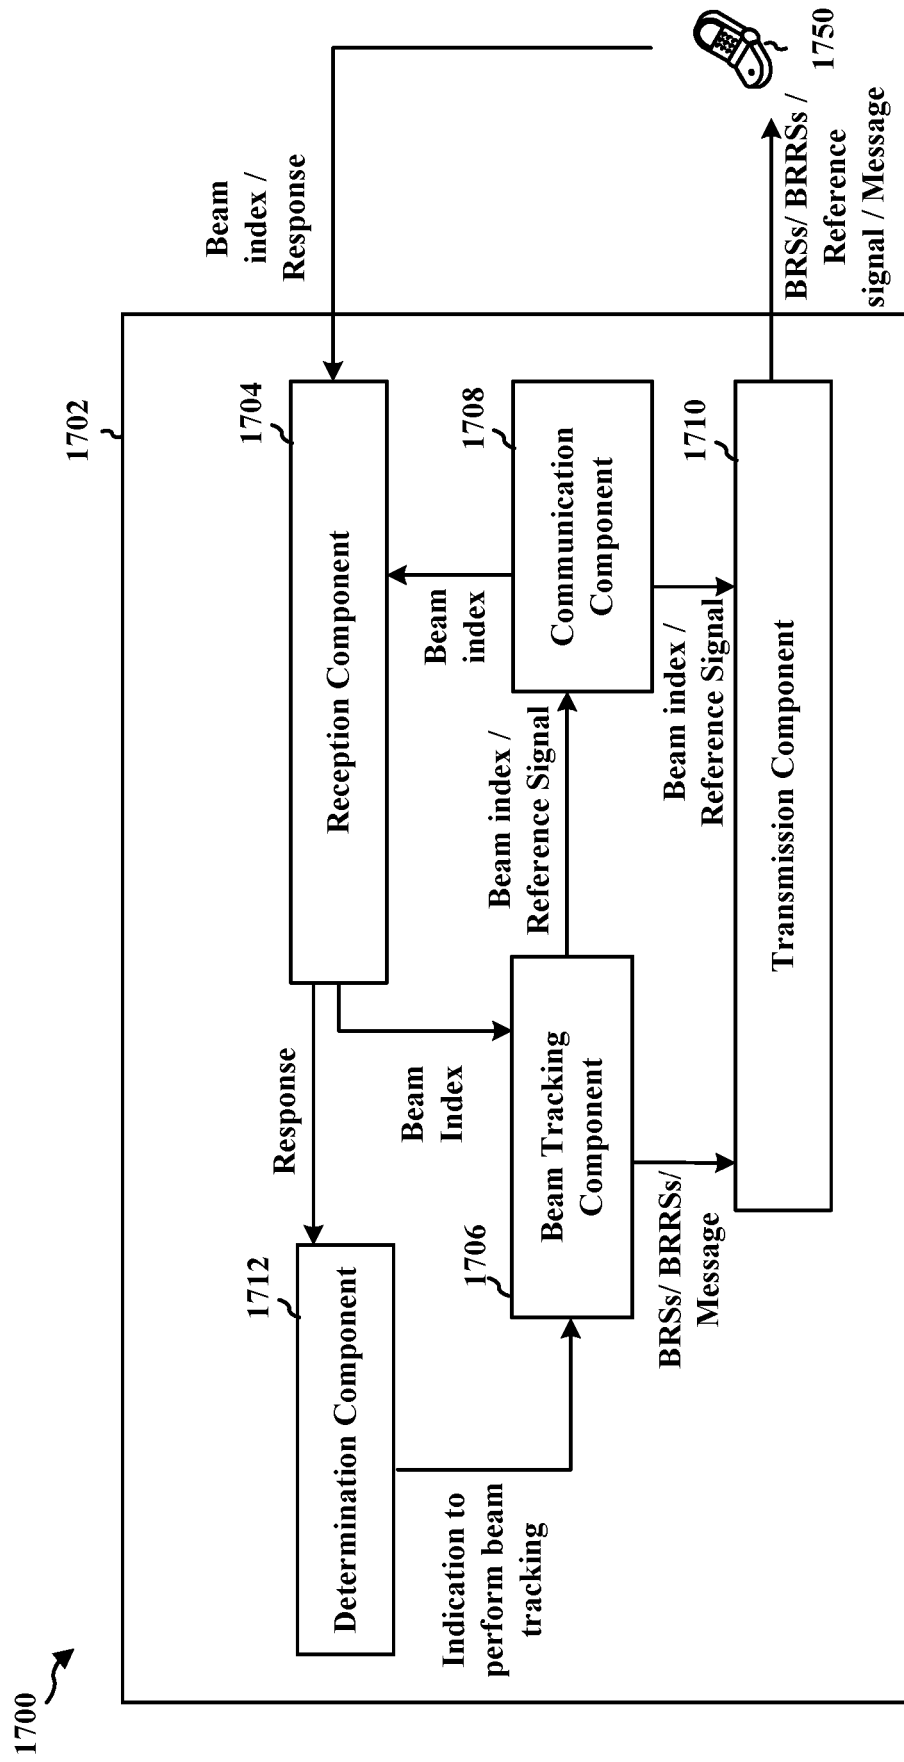 1700
1702
1712
Determination Component
Response
1704
Reception Component
Beam
index /
Response
Indication to
perform beam
tracking
Beam
Index
1706
Beam Tracking
Component
Beam index /
Reference Signal
Beam
index
1708
Communication
Component
BRSs/ BRRSs/
Message
Beam index /
Reference Signal
1710
Transmission Component
1750
BRSs/ BRRSs /
Reference
signal / Message